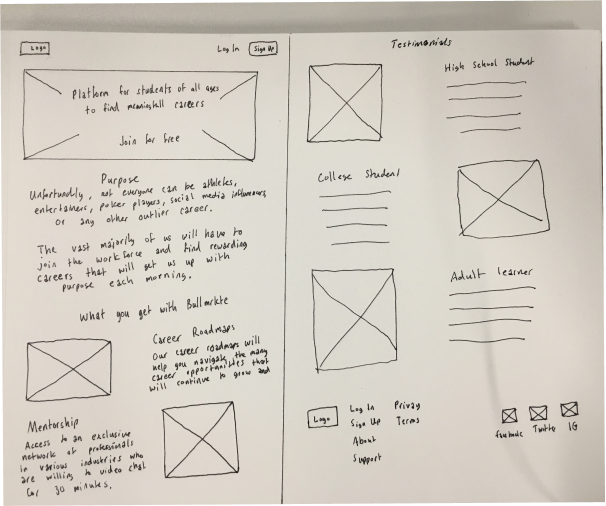 Logo
Log In
Sign Up
Platform for students of all ages
to find meaningful careers
Join for free
Purpose
not everyone can be athletes,
entertainers, poker players, social media influencers
or any other outlier career.
The vast majority of us will have to
join the workforce and find rewarding
careers that will get us up with
purpose each morning.
What you get with Ballmrkte
Career Roadmaps
Our career roadmaps will
help you navigate the many
career opportunities that
will continue to grow and
Mentorship
Access to an exclusive
network of professionals
in various industries who
are willing to video chat
for 30 minutes.
Testimonials
High School Student
College Student
Adult learner
Logo
Log In
Sign Up
About
Support
Privay
Terms
Twitter
IG